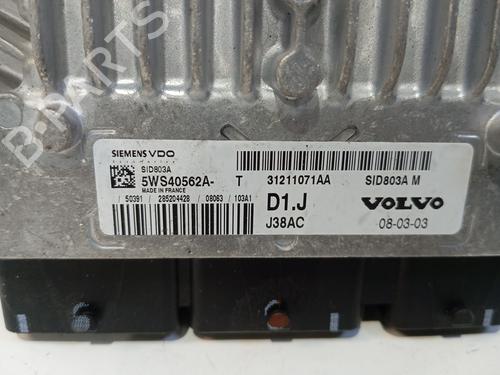 B-PARTS
SIEMENS VDO
SID803A
5WS40562A- T
MADE IN FRANCE
/ 50391 / 285204428 / 08063 / 103A1
31211071AA SID803A M
D1.J VOLVO
J38AC 08-03-03